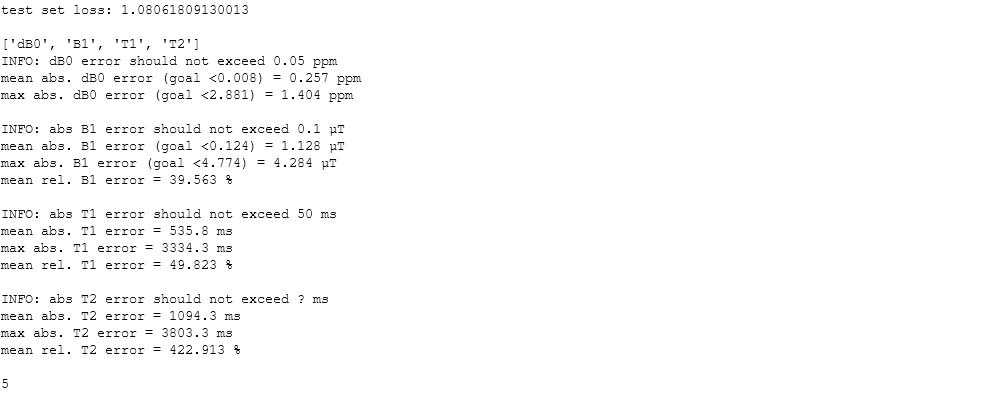 test set loss: 1.08061809130013
['dB0', 'B1', 'T1', 'T2']
INFO: dB0 error should not exceed 0.05 ppm
mean abs. dB0 error (goal <0.008) = 0.257 ppm
max abs. dB0 error (goal <2.881) = 1.404 ppm
INFO: abs B1 error should not exceed 0.1 µT
mean abs. B1 error (goal <0.124) = 1.128 µT
max abs. B1 error (goal <4.774) = 4.284 µT
mean rel. B1 error = 39.563 %
INFO: abs T1 error should not exceed 50 ms
mean abs. T1 error = 535.8 ms
max abs. T1 error = 3334.3 ms
mean rel. T1 error = 49.823 %
INFO: abs T2 error should not exceed ? ms
mean abs. T2 error = 1094.3 ms
max abs. T2 error = 3803.3 ms
mean rel. T2 error = 422.913 %
5